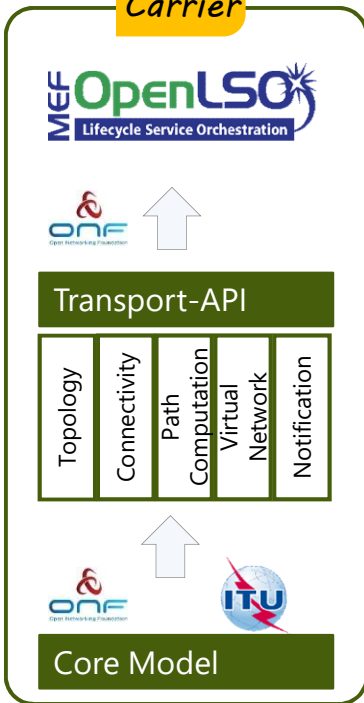 Carrier
MEF
OpenLSO
Lifecycle Service Orchestration
ONF
Open Networking Foundation
Transport-API
Topology
Connectivity
Path
Computation
Virtual
Network
Notification
ONF
Open Networking Foundation
ITU
Core Model